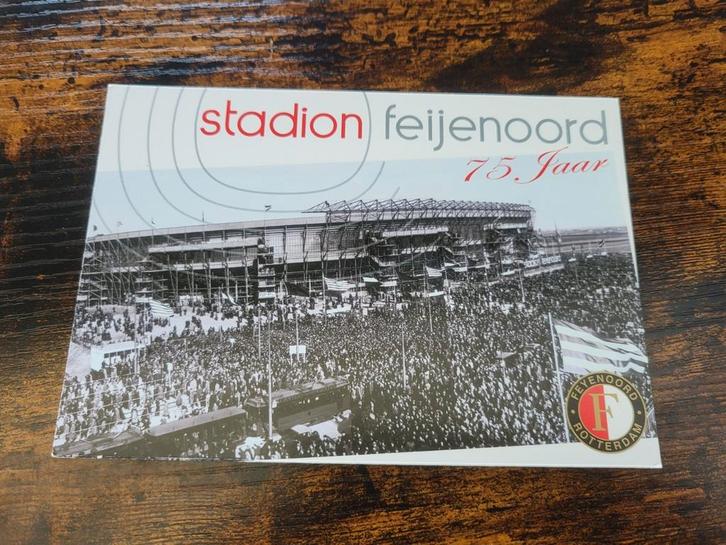 stadion feijenoord
75 Jaar
FEYENOORD
F
ROTTERDAM